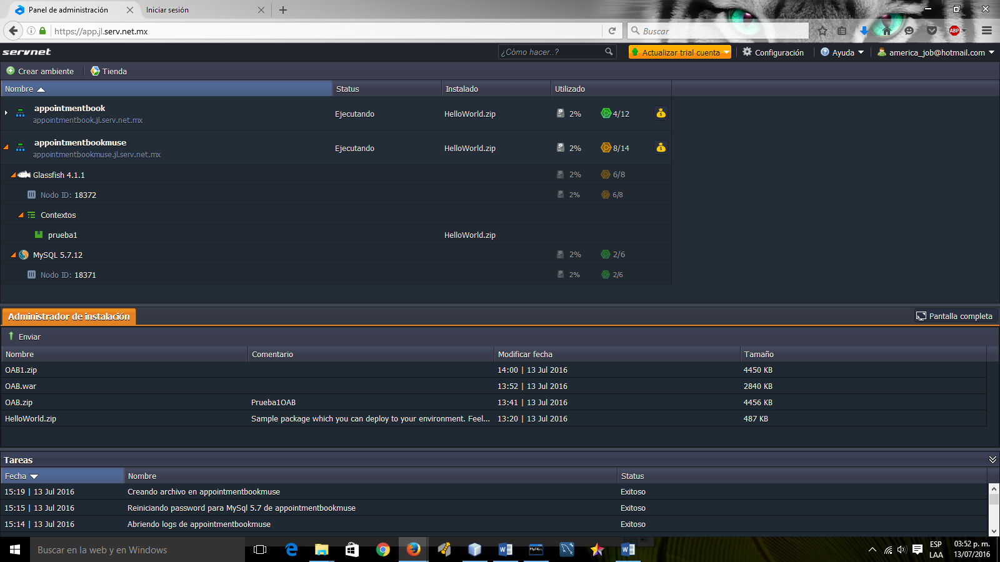 Panel de administración
Iniciar sesión
https://app.jl.serv.net.mx
Buscar
ABP
servnet
¿Cómo hacer..?
Actualizar trial cuenta
Configuración
Ayuda
america_job@hotmail.com
Crear ambiente
Tienda
Nombre Status Instalado Utilizado
appointmentbook
appointmentbook.jl.serv.net.mx
Ejecutando HelloWorld.zip 2% 4/12
appointmentbookmuse
appointmentbookmuse.jl.serv.net.mx
Ejecutando HelloWorld.zip 2% 8/14
Glassfish 4.1.1 2% 6/8
Nodo ID: 18372 2% 6/8
Contextos
prueba1 HelloWorld.zip
MySQL 5.7.12 2% 2/6
Nodo ID: 18371 2% 2/6
Administrador de instalación
Pantalla completa
Enviar
Nombre Comentario Modificar fecha Tamaño
OAB1.zip 14:00 | 13 Jul 2016 4450 KB
OAB.war 13:52 | 13 Jul 2016 2840 KB
OAB.zip Prueba1OAB 13:41 | 13 Jul 2016 4456 KB
HelloWorld.zip Sample package which you can deploy to your environment. Feel... 13:20 | 13 Jul 2016 487 KB
Tareas
Fecha Nombre Status
15:19 | 13 Jul 2016 Creando archivo en appointmentbookmuse Exitoso
15:15 | 13 Jul 2016 Reiniciando password para MySql 5.7 de appointmentbookmuse Exitoso
15:14 | 13 Jul 2016 Abriendo logs de appointmentbookmuse Exitoso
Buscar en la web y en Windows
ESP
LAA
03:52 p. m.
13/07/2016